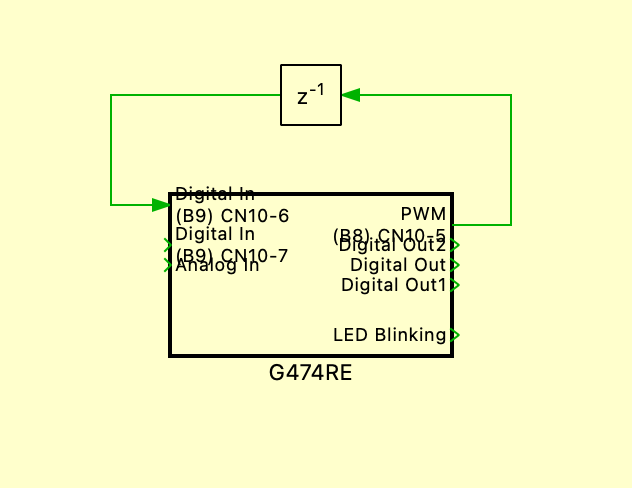 z-1
Digital In
(B9) CN10-6
Digital In
(B9) CN10-7
Analog In
PWM
(B8) CN10-5
Digital Out2
Digital Out
Digital Out1
LED Blinking
G474RE